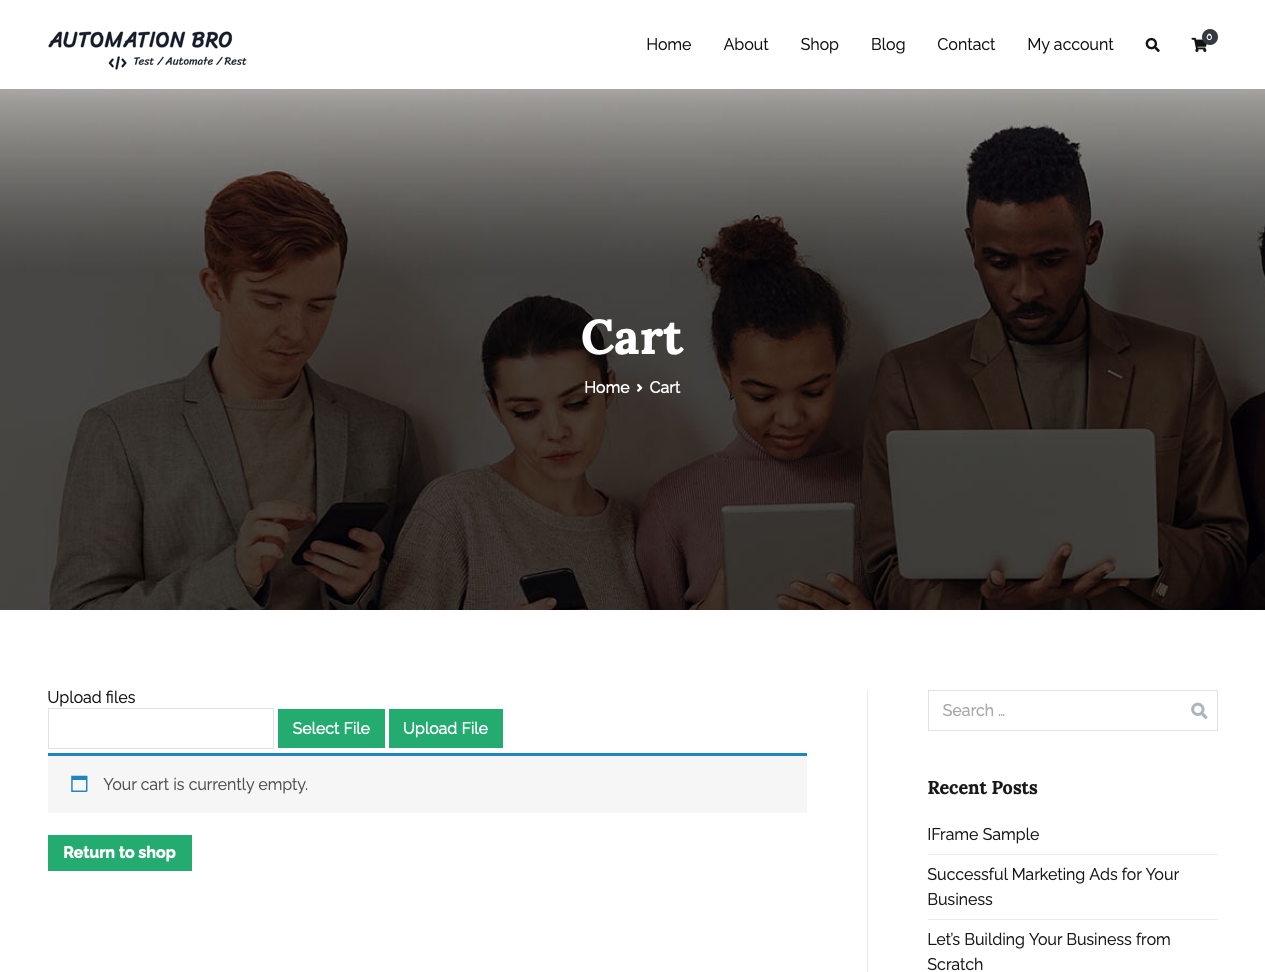 AUTOMATION BRO
</> Test / Automate / Rest
Home About Shop Blog Contact My account 0
Cart
Home > Cart
Upload files
Select File Upload File
Your cart is currently empty.
Return to shop
Search ...
Recent Posts
IFrame Sample
Successful Marketing Ads for Your
Business
Let's Building Your Business from
Scratch